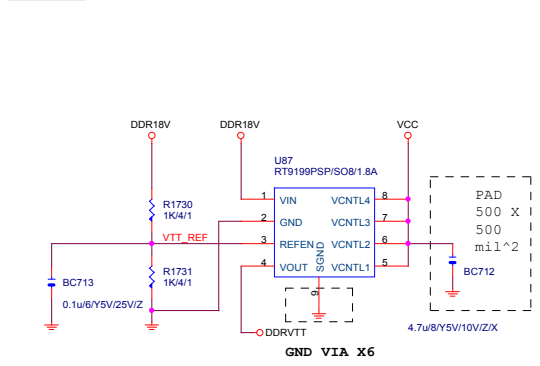 DDR18V
DDR18V
VCC
U87
RT9199PSP/SO8/1.8A
R1730
1K/4/1
1 VIN VCNTL4 8
2 GND VCNTL3 7
VTT_REF
3 REFEN VCNTL2 6
4 VOUT VCNTL1 5
SGND
9
R1731
1K/4/1
BC713
0.1u/6/Y5V/25V/Z
DDRVTT
GND VIA X6
PAD
500 X
500
mil^2
BC712
4.7u/8/Y5V/10V/Z/X